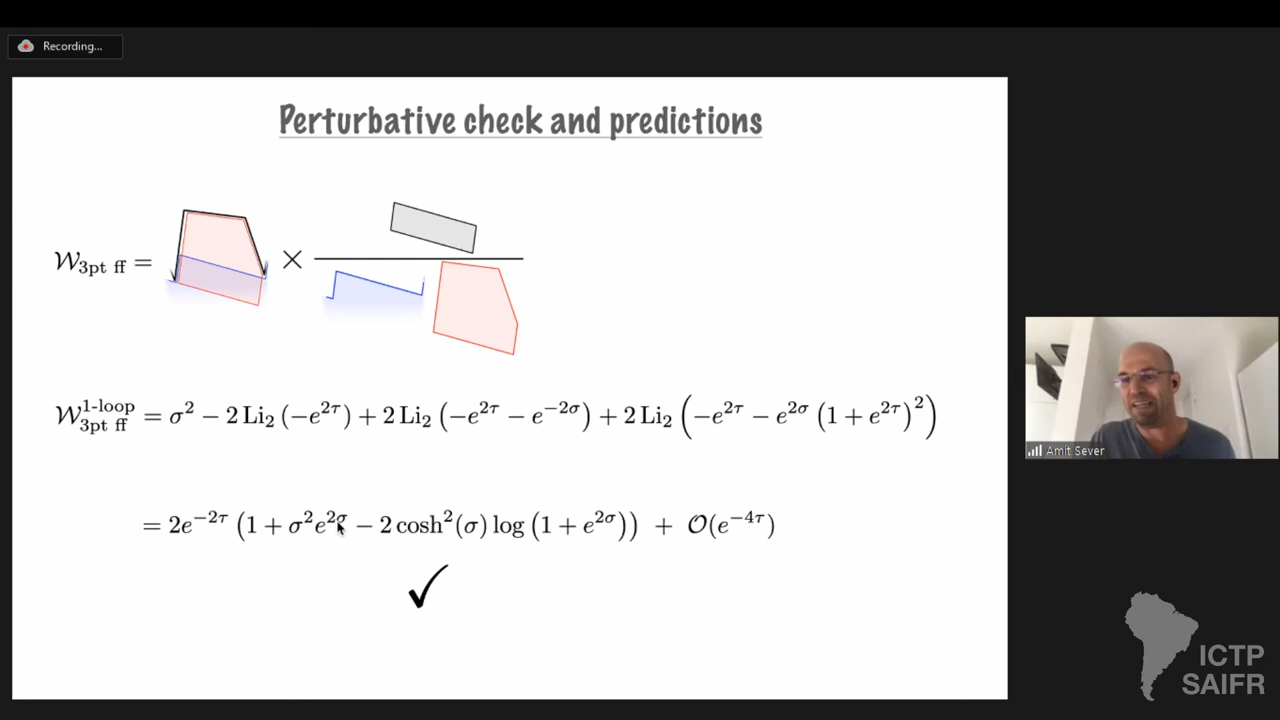 Recording...
Perturbative check and predictions
𝒲₃ₚₜ ff = ×
𝒲^{1-loop}_{3pt ff} = σ² − 2 Li₂ (−e^{2τ}) + 2 Li₂ (−e^{2τ} − e^{−2σ}) + 2 Li₂ (−e^{2τ} − e^{2σ} (1 + e^{2τ})²)
= 2e^{−2τ} (1 + σ²e^{2σ} − 2 cosh²(σ) log (1 + e^{2σ})) + 𝒪(e^{−4τ})
✓
Amit Sever
ICTP
SAIFR